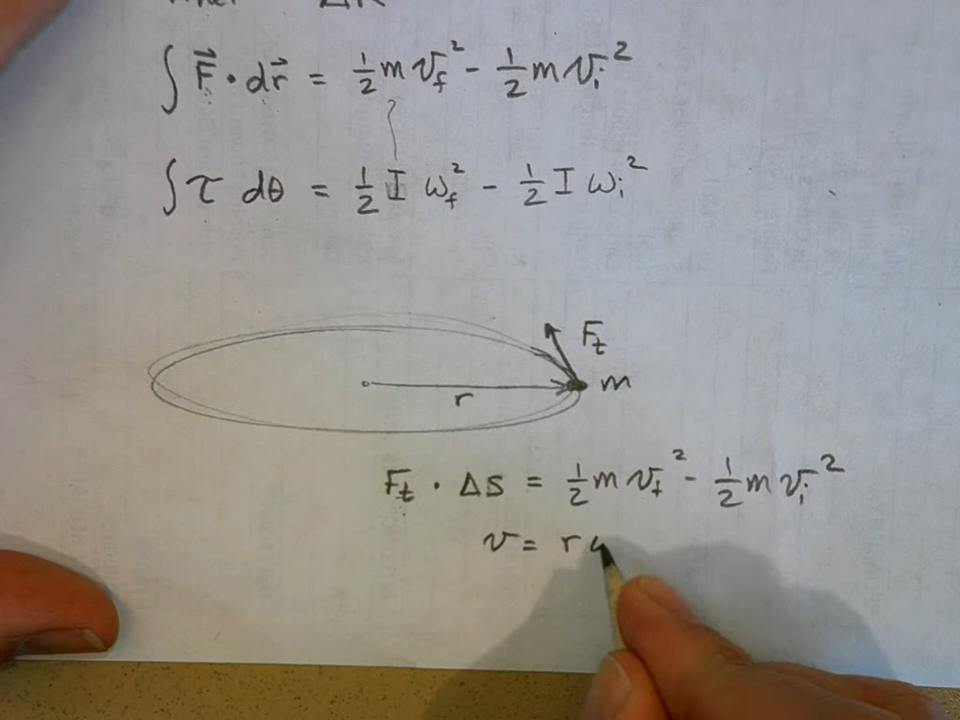 ∫ F⃗ · dr⃗ = ½ m v_f² - ½ m v_i²
∫ τ dθ = ½ I ω_f² - ½ I ω_i²
F_t
m
r
F_t · Δs = ½ m v_f² - ½ m v_i²
v = r